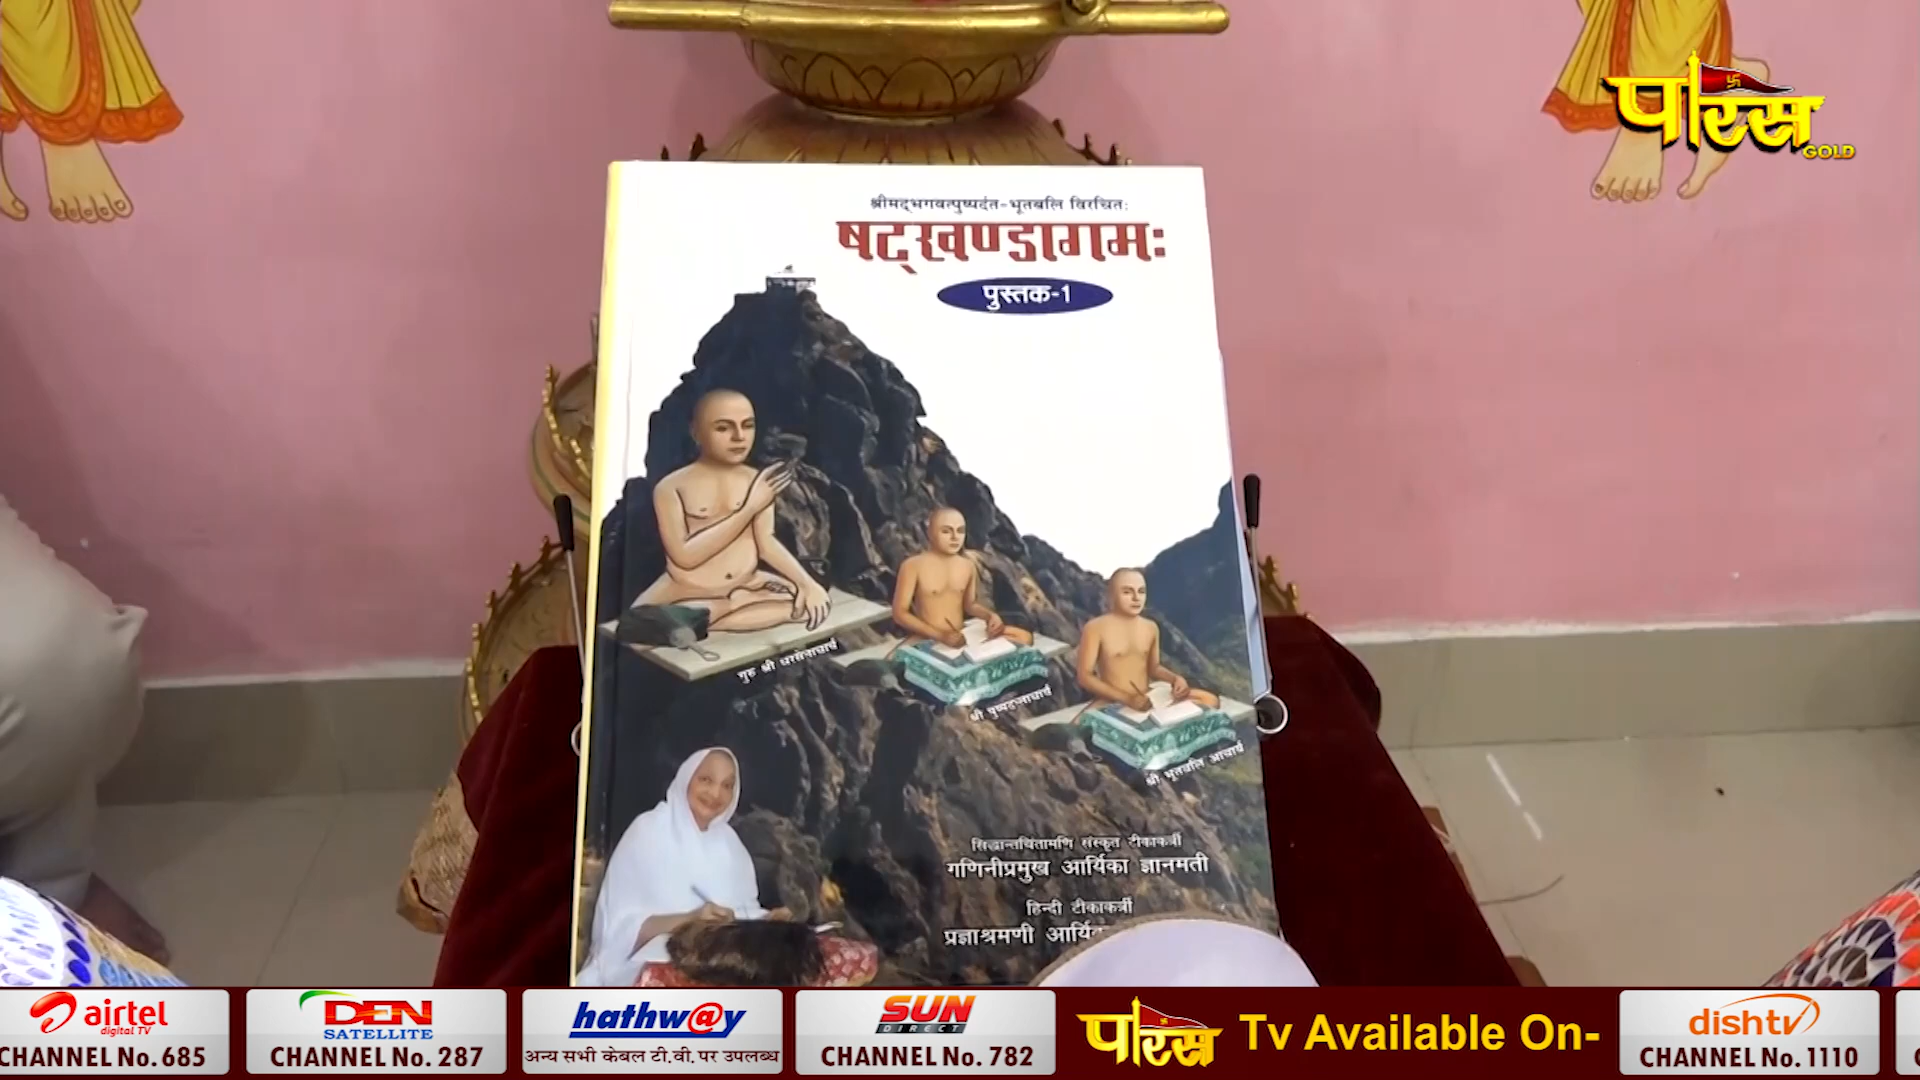 पारस
GOLD
श्रीमद्भगवत्पुष्पदंत-भूतबलि विरचितः
षट्खण्डागमः
पुस्तक-1
गुरु श्री धरसेनाचार्य
श्री पुष्पदन्ताचार्य
श्री भूतबलि आचार्य
सिद्धान्तचिंतामणि संस्कृत टीकाकर्त्री
गणिनीप्रमुख आर्यिका ज्ञानमती
हिन्दी टीकाकर्त्री
प्रज्ञाश्रमणी
airtel
digital TV
CHANNEL No. 685
DEN
SATELLITE
CHANNEL No. 287
hathw@y
अन्य सभी केबल टी.वी. पर उपलब्ध
SUN
DIRECT
CHANNEL No. 782
पारस Tv Available On-
dishtv
CHANNEL No. 1110